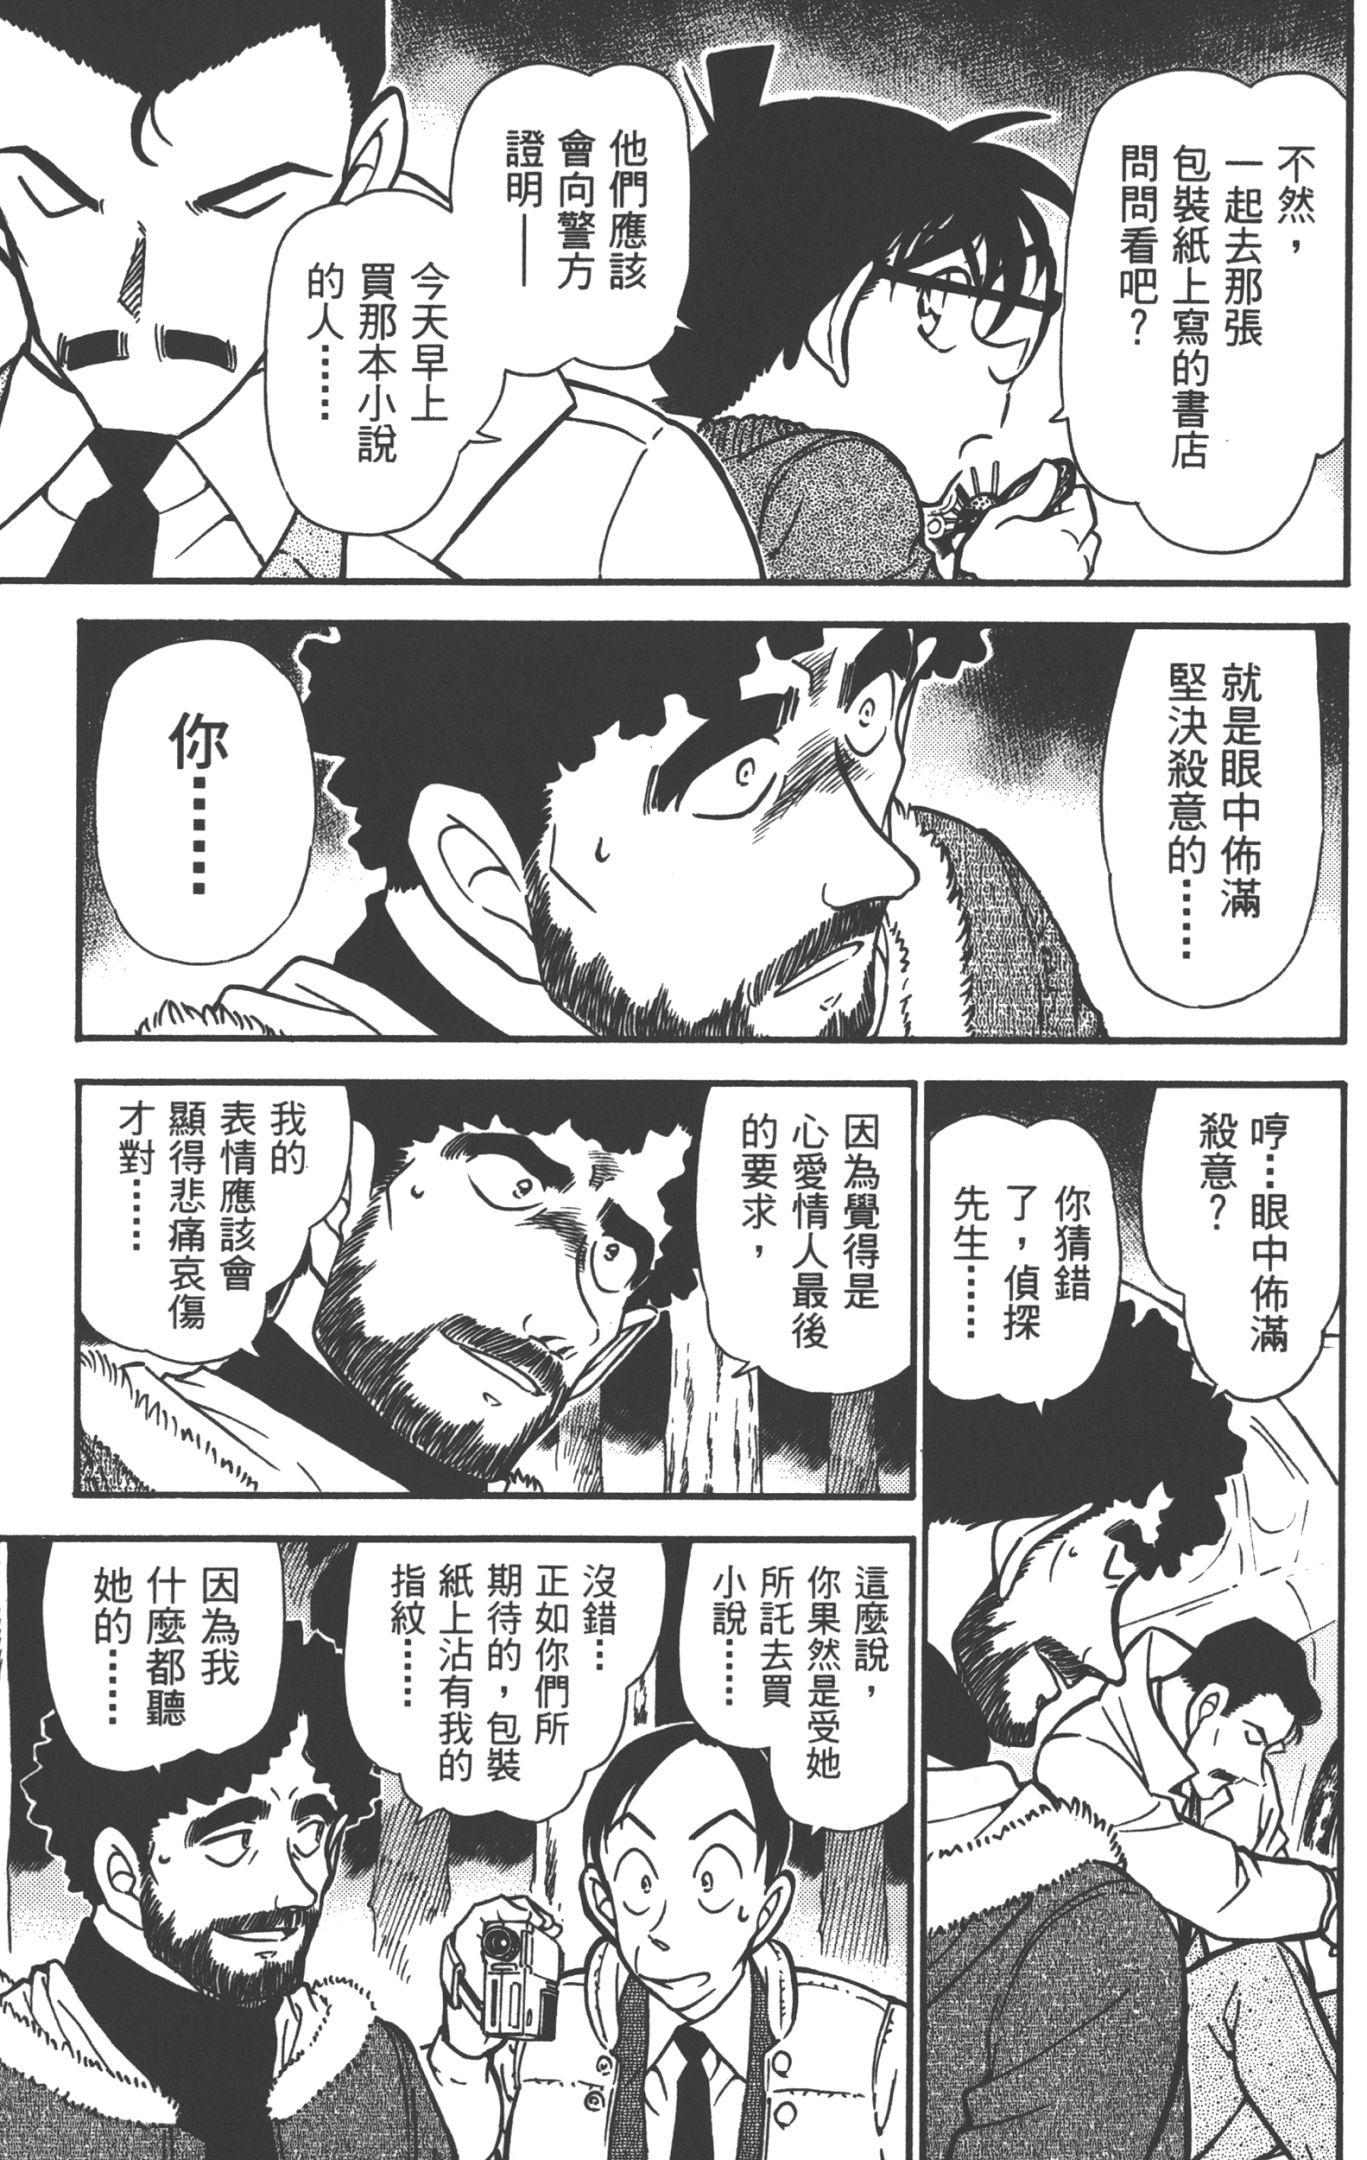 不然，
一起去那張
包裝紙上寫的書店
問問看吧？
他們應該
會向警方
證明——
今天早上
買那本小說
的人……
就是眼中佈滿
堅決殺意的……
你……
哼…眼中佈滿
殺意？
你猜錯
了，偵探
先生……
因為覺得是
心愛情人最後
的要求，
我的
表情應該會
顯得悲痛哀傷
才對……
這麼說，
你果然是受她
所託去買
小說……
沒錯…
正如你們所
期待的，包裝
紙上沾有我的
指紋……
因為我
什麼都聽
她的……